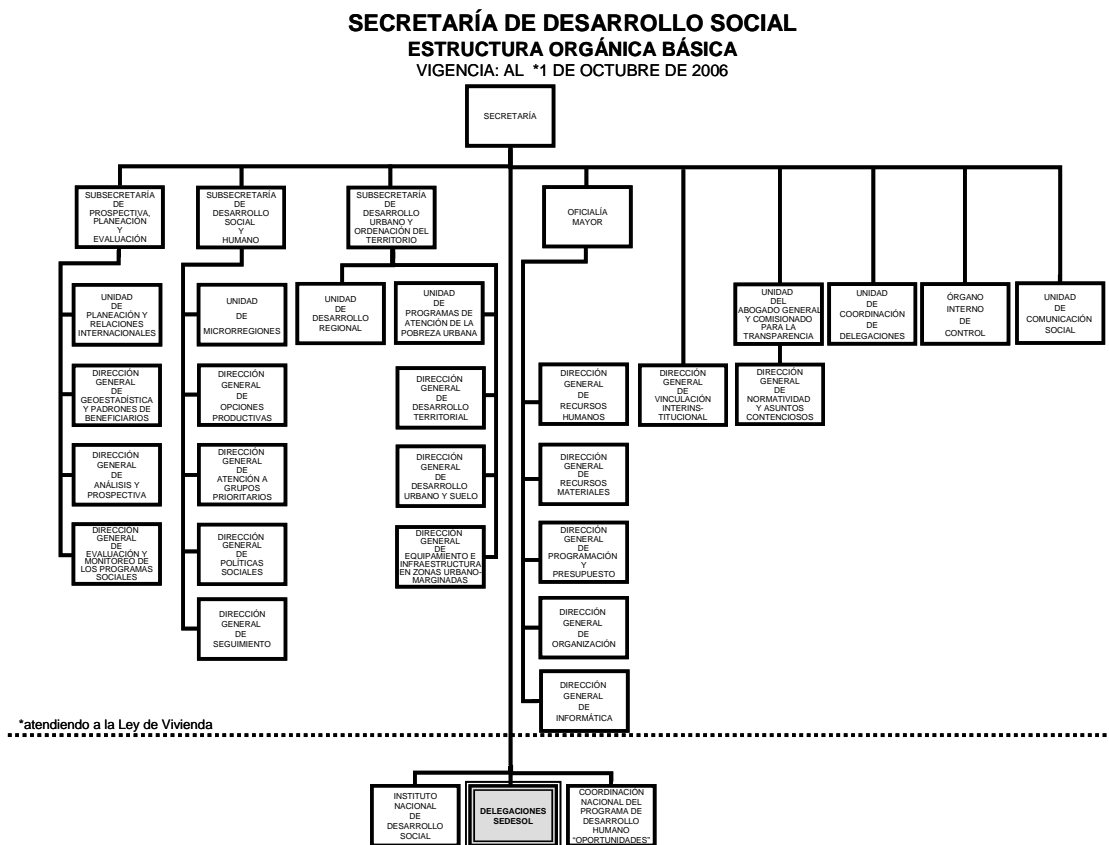 SECRETARÍA DE DESARROLLO SOCIAL
ESTRUCTURA ORGÁNICA BÁSICA
VIGENCIA: AL *1 DE OCTUBRE DE 2006
SECRETARÍA
SUBSECRETARÍA
DE
PROSPECTIVA,
PLANEACIÓN
Y
EVALUACIÓN
SUBSECRETARÍA
DE
DESARROLLO
SOCIAL
Y
HUMANO
SUBSECRETARÍA
DE
DESARROLLO
URBANO Y
ORDENACIÓN DEL
TERRITORIO
OFICIALÍA
MAYOR
UNIDAD
DE
PLANEACIÓN Y
RELACIONES
INTERNACIONALES
UNIDAD
DE
MICRORREGIONES
UNIDAD
DE
DESARROLLO
REGIONAL
UNIDAD
DE
PROGRAMAS DE
ATENCIÓN DE LA
POBREZA URBANA
UNIDAD
DEL
ABOGADO GENERAL
Y COMISIONADO
PARA LA
TRANSPARENCIA
UNIDAD
DE
COORDINACIÓN
DE
DELEGACIONES
ÓRGANO
INTERNO
DE
CONTROL
UNIDAD
DE
COMUNICACIÓN
SOCIAL
DIRECCIÓN
GENERAL
DE
GEOESTADÍSTICA
Y PADRONES DE
BENEFICIARIOS
DIRECCIÓN
GENERAL
DE
OPCIONES
PRODUCTIVAS
DIRECCIÓN
GENERAL
DE
DESARROLLO
TERRITORIAL
DIRECCIÓN
GENERAL
DE
RECURSOS
HUMANOS
DIRECCIÓN
GENERAL
DE
VINCULACIÓN
INTERINS-
TITUCIONAL
DIRECCIÓN
GENERAL
DE
NORMATIVIDAD
Y ASUNTOS
CONTENCIOSOS
DIRECCIÓN
GENERAL
DE
ANÁLISIS Y
PROSPECTIVA
DIRECCIÓN
GENERAL
DE
ATENCIÓN A
GRUPOS
PRIORITARIOS
DIRECCIÓN
GENERAL
DE
DESARROLLO
URBANO Y SUELO
DIRECCIÓN
GENERAL
DE
RECURSOS
MATERIALES
DIRECCIÓN
GENERAL
DE
EVALUACIÓN Y
MONITOREO DE
LOS PROGRAMAS
SOCIALES
DIRECCIÓN
GENERAL
DE
POLÍTICAS
SOCIALES
DIRECCIÓN
GENERAL
DE
EQUIPAMIENTO E
INFRAESTRUCTURA
EN ZONAS URBANO-
MARGINADAS
DIRECCIÓN
GENERAL
DE
PROGRAMACIÓN
Y
PRESUPUESTO
DIRECCIÓN
GENERAL
DE
SEGUIMIENTO
DIRECCIÓN
GENERAL
DE
ORGANIZACIÓN
DIRECCIÓN
GENERAL
DE
INFORMÁTICA
*atendiendo a la Ley de Vivienda
INSTITUTO
NACIONAL
DE
DESARROLLO
SOCIAL
DELEGACIONES
SEDESOL
COORDINACIÓN
NACIONAL DEL
PROGRAMA DE
DESARROLLO
HUMANO
"OPORTUNIDADES"